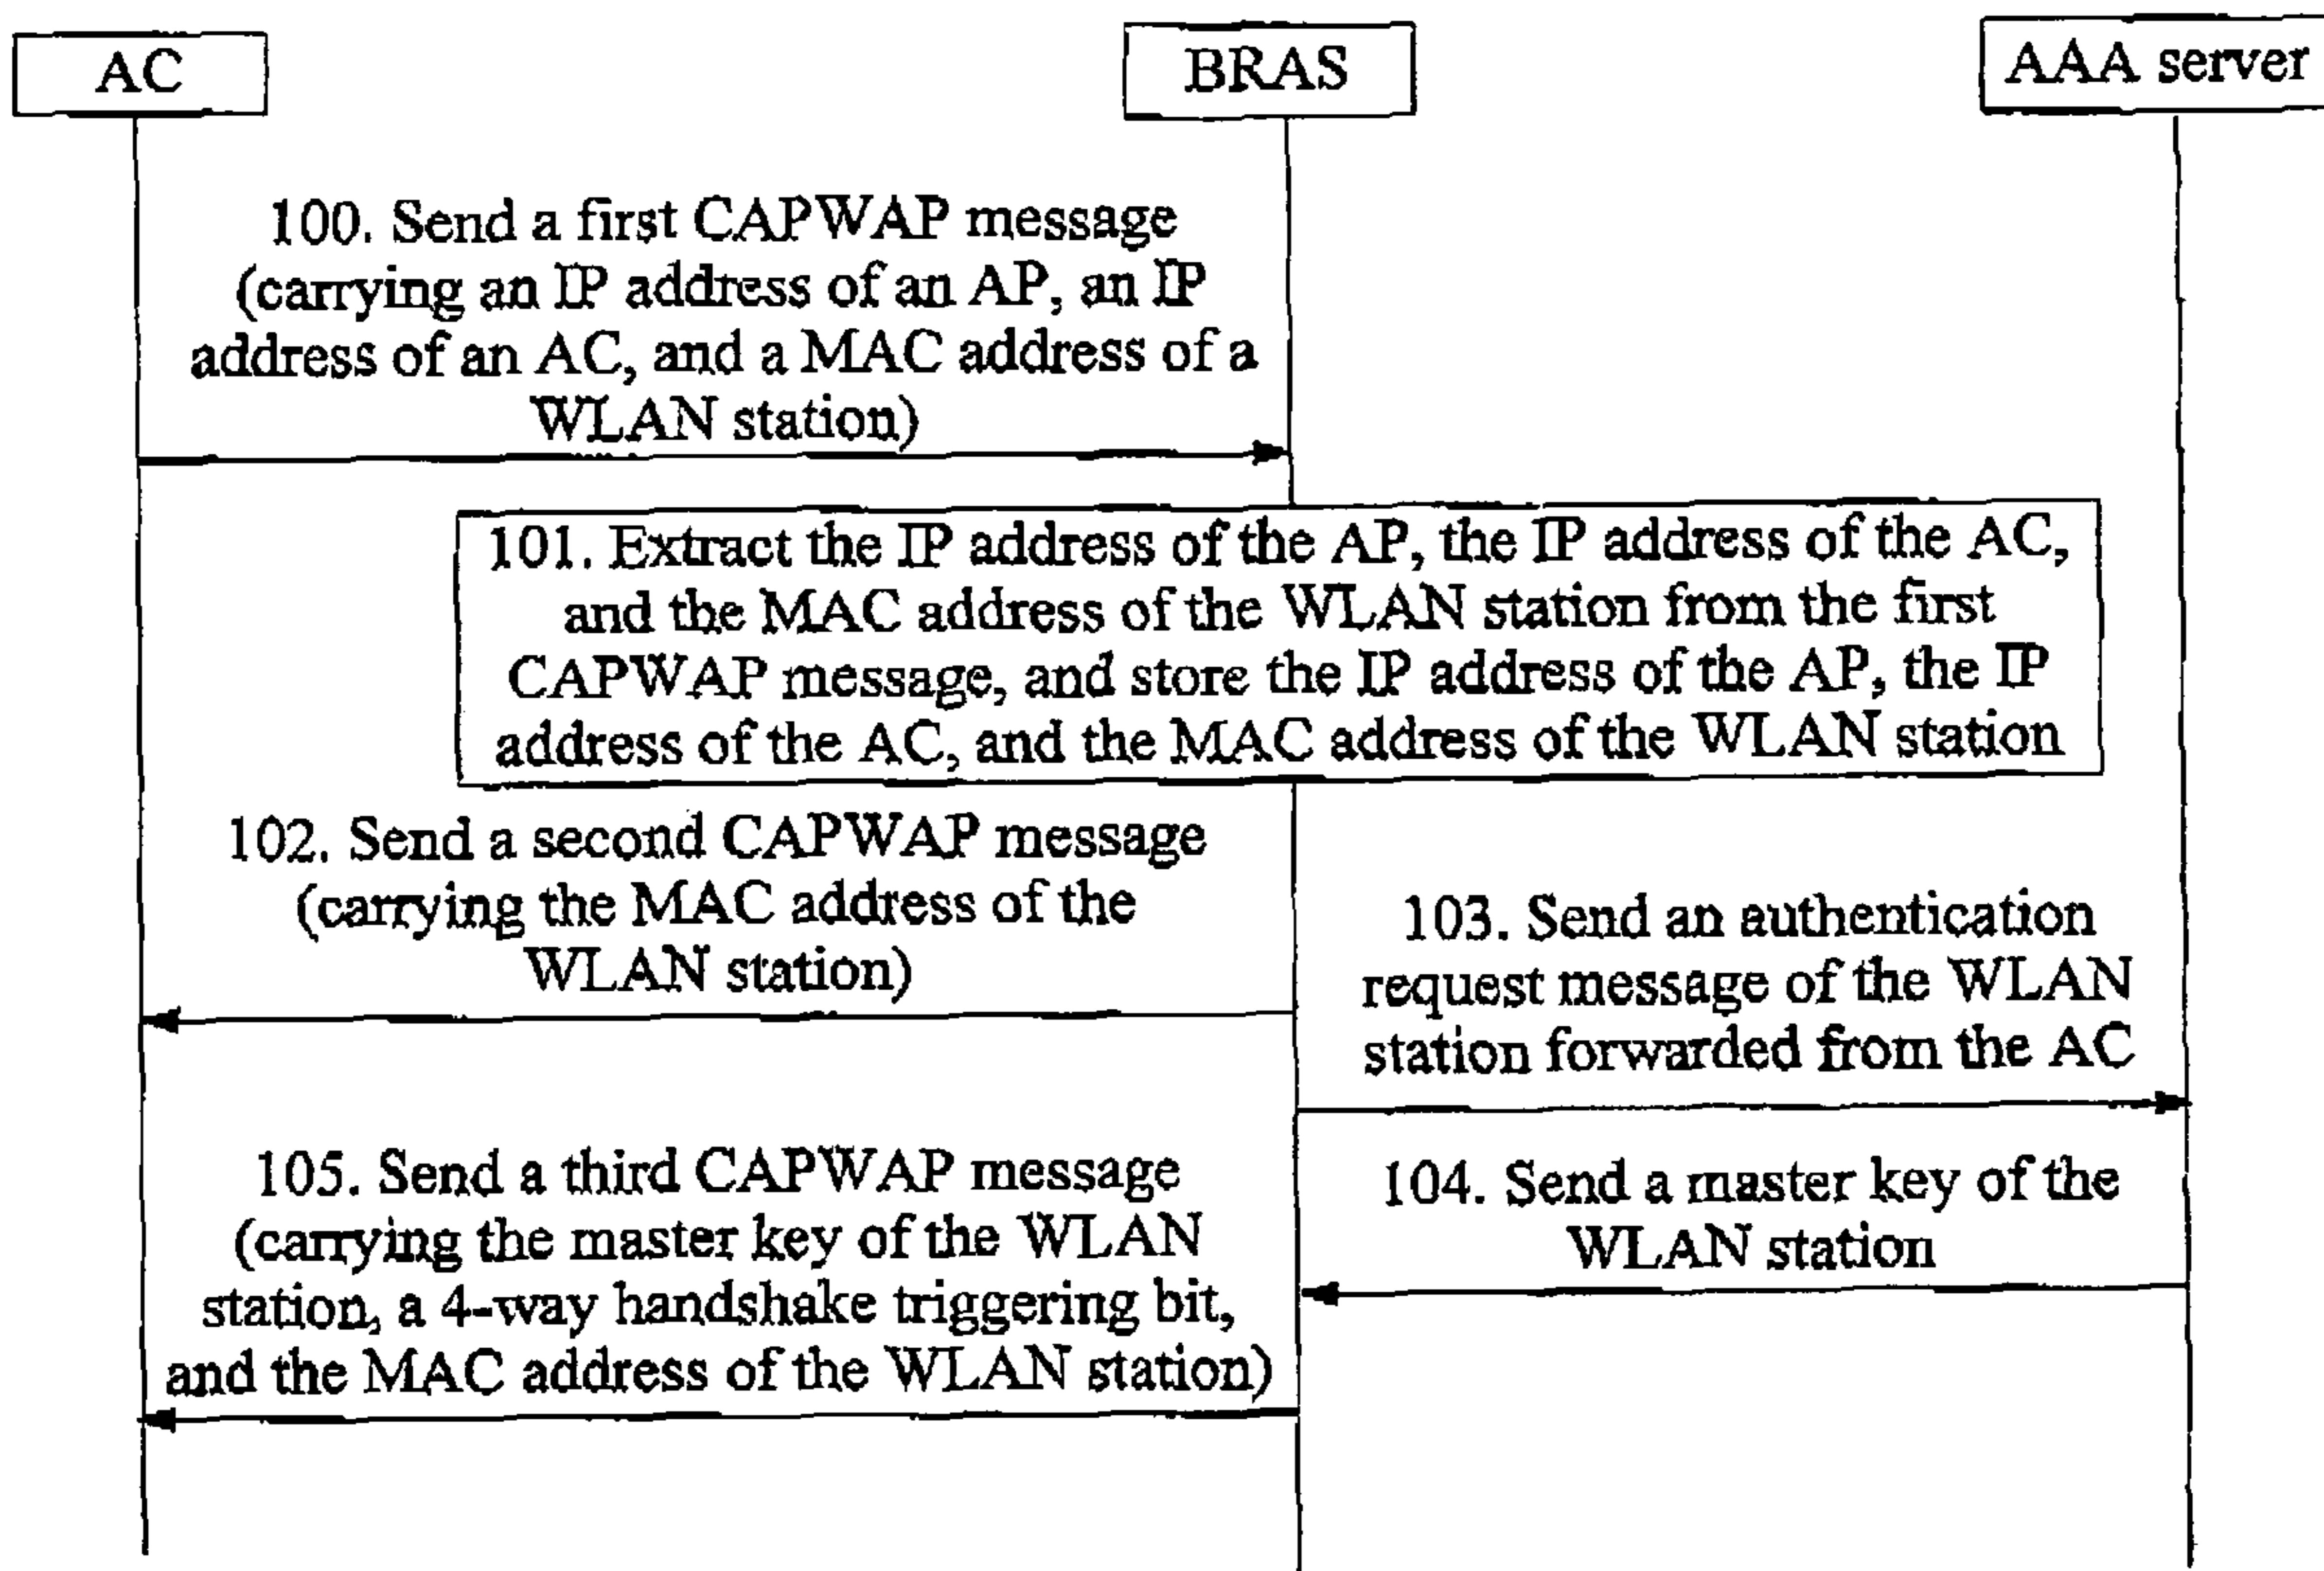 AC
BRAS
AAA server
100. Send a first CAPWAP message
(carrying an IP address of an AP, an IP
address of an AC, and a MAC address of a
WLAN station)
101. Extract the IP address of the AP, the IP address of the AC,
and the MAC address of the WLAN station from the first
CAPWAP message, and store the IP address of the AP, the IP
address of the AC, and the MAC address of the WLAN station
102. Send a second CAPWAP message
(carrying the MAC address of the
WLAN station)
103. Send an authentication
request message of the WLAN
station forwarded from the AC
104. Send a master key of the
WLAN station
105. Send a third CAPWAP message
(carrying the master key of the WLAN
station, a 4-way handshake triggering bit,
and the MAC address of the WLAN station)